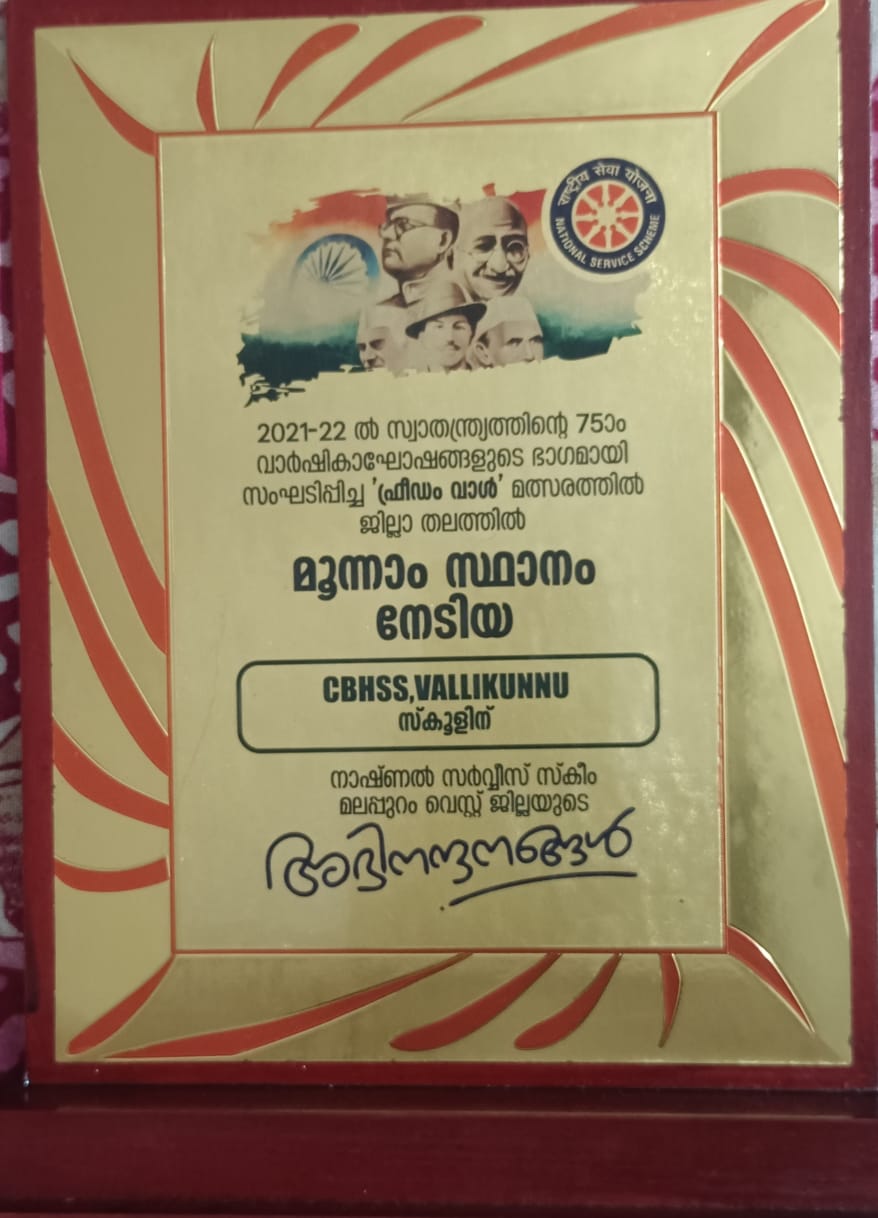 राष्ट्रीय सेवा योजना
NATIONAL SERVICE SCHEME
2021-22 ൽ സ്വാതന്ത്ര്യത്തിന്റെ 75ാം
വാർഷികാഘോഷങ്ങളുടെ ഭാഗമായി
സംഘടിപ്പിച്ച 'ഫ്രീഡം വാൾ' മത്സരത്തിൽ
ജില്ലാ തലത്തിൽ
മൂന്നാം സ്ഥാനം
നേടിയ
CBHSS,VALLIKUNNU
സ്കൂളിന്
നാഷ്ണൽ സർവ്വീസ് സ്കീം
മലപ്പുറം വെസ്റ്റ് ജില്ലയുടെ
അഭിനന്ദനങ്ങൾ